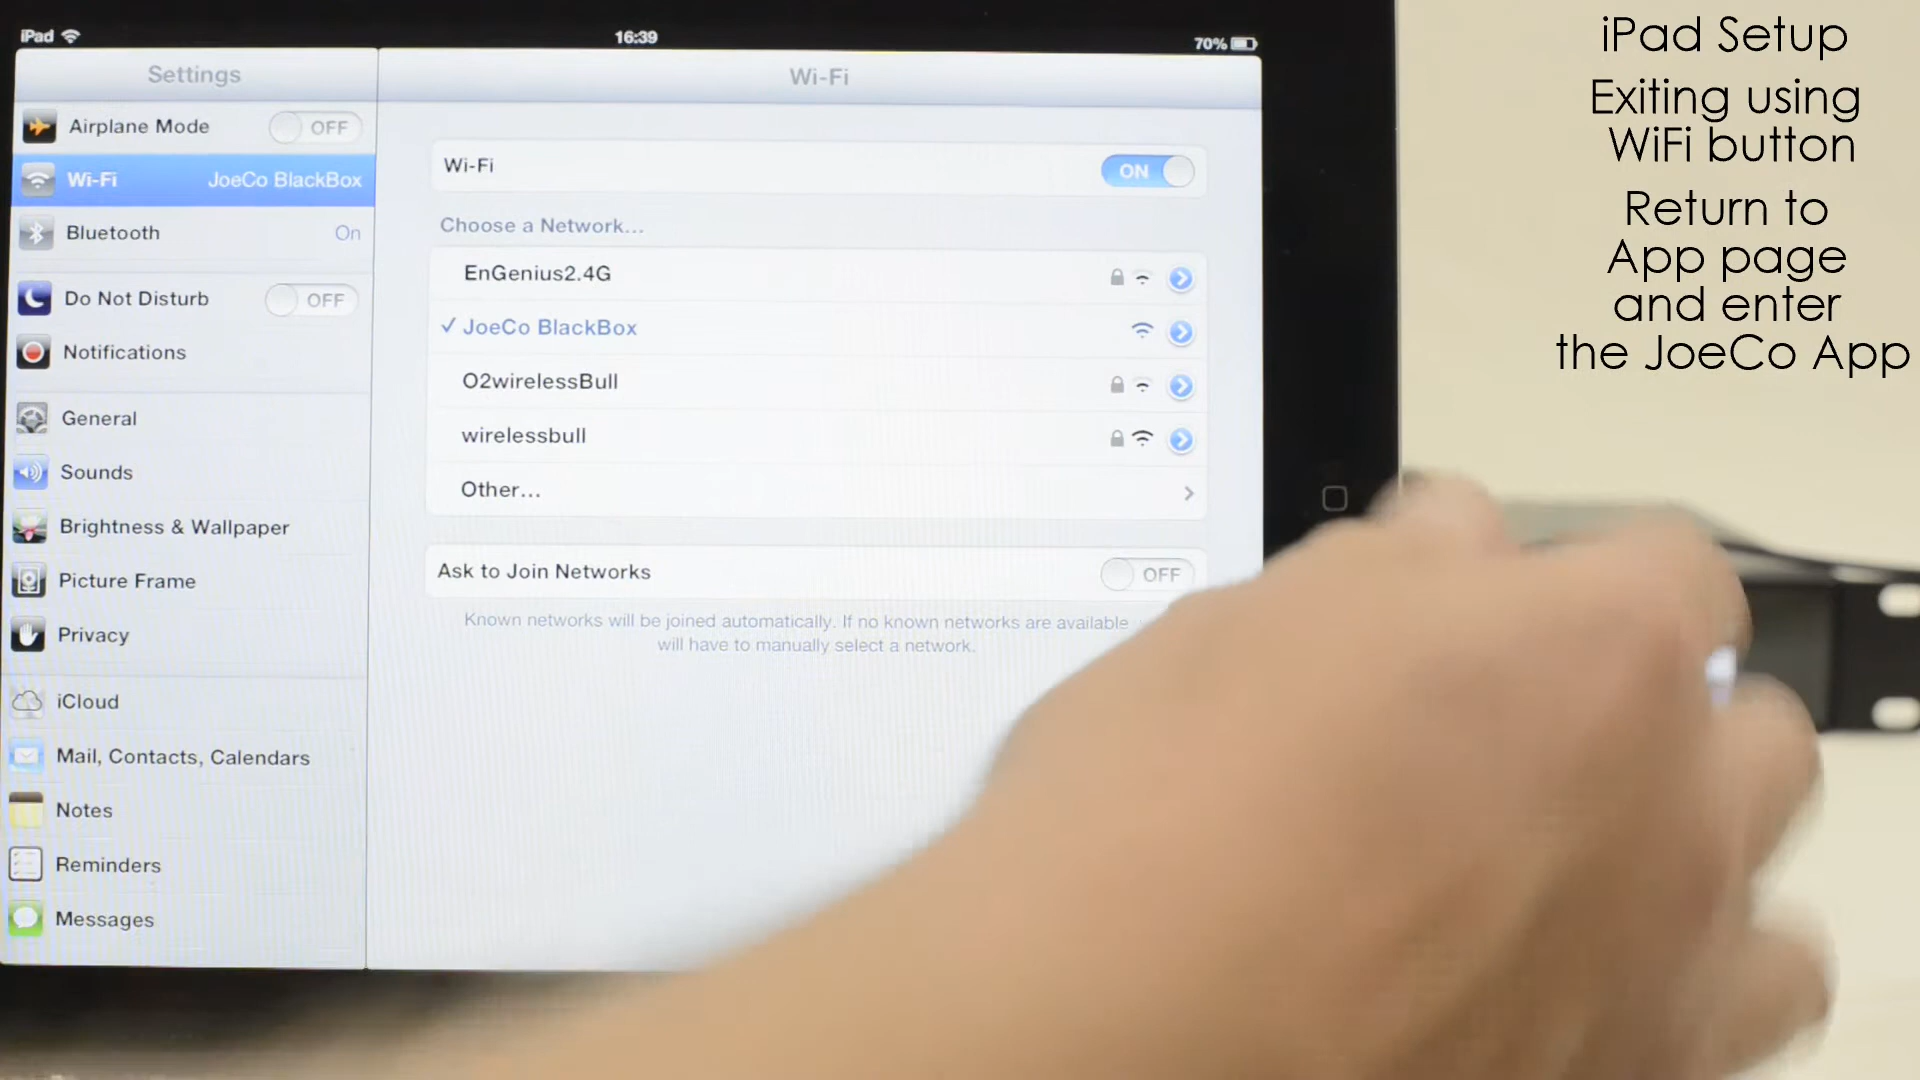 iPad
16:39
70%
Settings
Wi-Fi
Airplane Mode OFF
Wi-Fi JoeCo BlackBox
Bluetooth On
Do Not Disturb OFF
Notifications
General
Sounds
Brightness & Wallpaper
Picture Frame
Privacy
iCloud
Mail, Contacts, Calendars
Notes
Reminders
Messages
Wi-Fi ON
Choose a Network...
EnGenius2.4G
✓ JoeCo BlackBox
O2wirelessBull
wirelessbull
Other...
Ask to Join Networks OFF
Known networks will be joined automatically. If no known networks are available
will have to manually select a network.
iPad Setup
Exiting using
WiFi button
Return to
App page
and enter
the JoeCo App